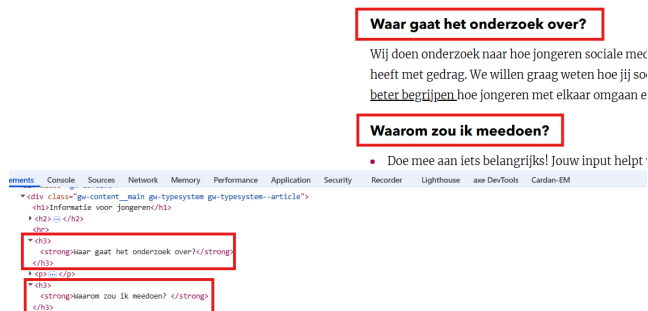 Waar gaat het onderzoek over?
Wij doen onderzoek naar hoe jongeren sociale med
heeft met gedrag. We willen graag weten hoe jij so
beter begrijpen hoe jongeren met elkaar omgaan e
Waarom zou ik meedoen?
• Doe mee aan iets belangrijks! Jouw input helpt
ements Console Sources Network Memory Performance Application Security Recorder Lighthouse axe DevTools Cardan-EM
▼<div class="gw-content__main gw-typesystem gw-typesystem--article">
<h1>Informatie voor jongeren</h1>
▶<h2>…</h2>
<hr>
▼<h3>
<strong>Waar gaat het onderzoek over?</strong>
</h3>
▶<p>…</p>
▼<h3>
<strong>Waarom zou ik meedoen? </strong>
</h3>